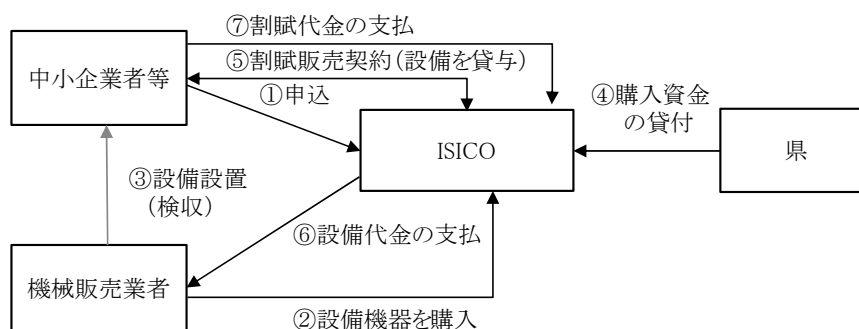 ⑦割賦代金の支払
⑤割賦販売契約(設備を貸与)
中小企業者等
①申込
④購入資金
の貸付
ISICO
県
③設備設置
(検収)
⑥設備代金の支払
機械販売業者
②設備機器を購入